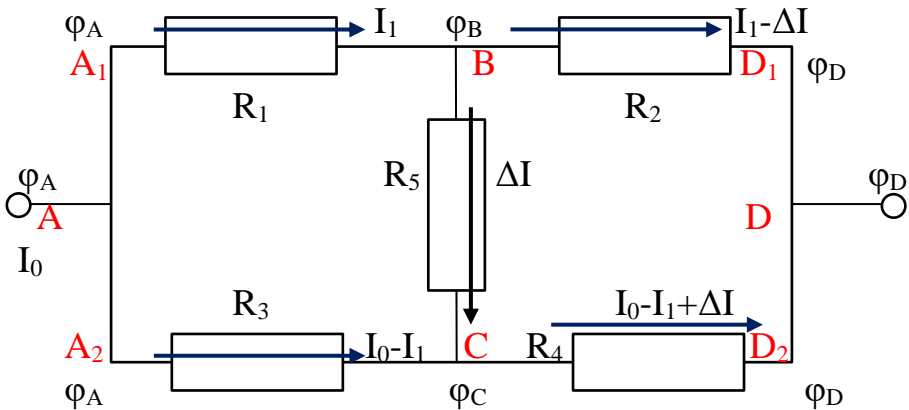 φA I1 φB I1-ΔI
A1 B D1 φD
R1 R2
φA R5 ΔI φD
A D
I0
R3 I0-I1+ΔI
A2 I0-I1 C R4 D2
φA φC φD